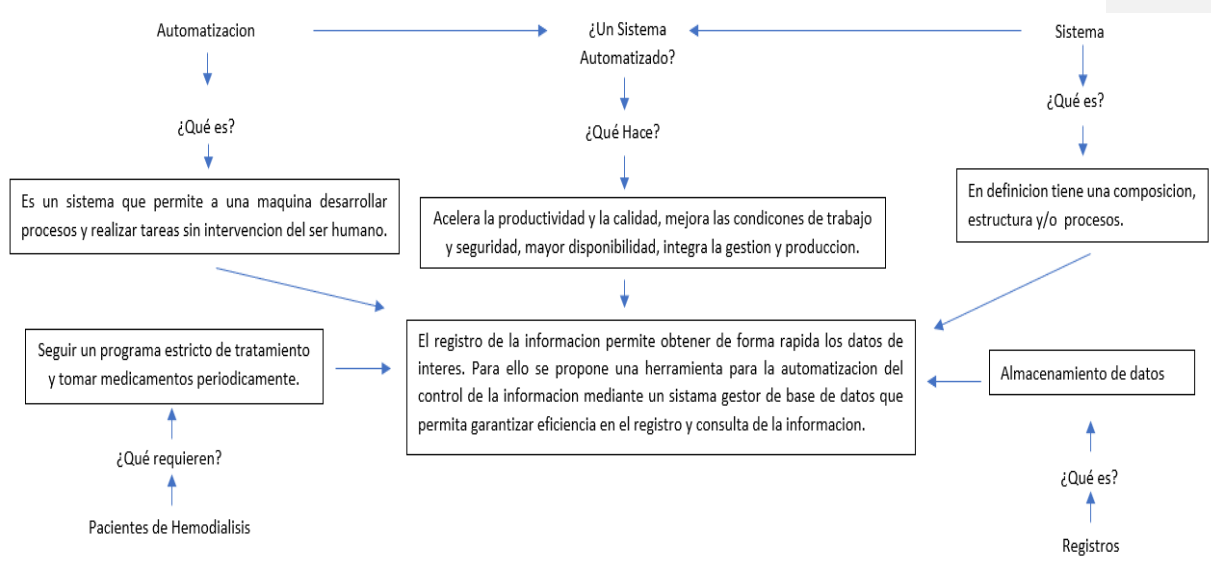 Automatizacion
¿Un Sistema
Automatizado?
Sistema
¿Qué es?
¿Qué Hace?
¿Qué es?
Es un sistema que permite a una maquina desarrollar
procesos y realizar tareas sin intervencion del ser humano.
Acelera la productividad y la calidad, mejora las condicones de trabajo
y seguridad, mayor disponibilidad, integra la gestion y produccion.
En definicion tiene una composicion,
estructura y/o procesos.
Seguir un programa estricto de tratamiento
y tomar medicamentos periodicamente.
El registro de la informacion permite obtener de forma rapida los datos de
interes. Para ello se propone una herramienta para la automatizacion del
control de la informacion mediante un sistama gestor de base de datos que
permita garantizar eficiencia en el registro y consulta de la informacion.
Almacenamiento de datos
¿Qué requieren?
Pacientes de Hemodialisis
¿Qué es?
Registros